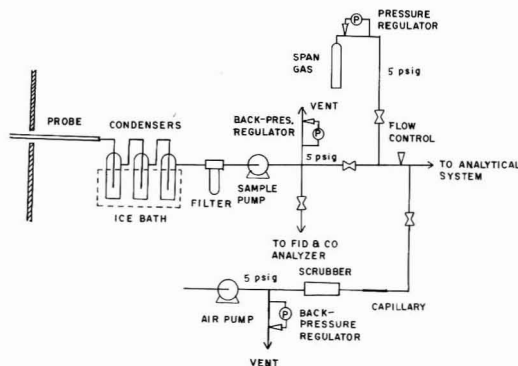 PRESSURE
REGULATOR
P
SPAN
GAS
5 psig
VENT
BACK-PRES.
REGULATOR
P
FLOW
CONTROL
PROBE
CONDENSERS
5 psig
TO ANALYTICAL
SYSTEM
SAMPLE
PUMP
FILTER
ICE BATH
TO FID & CO
ANALYZER
SCRUBBER
5 psig
CAPILLARY
P
BACK-
PRESSURE
REGULATOR
AIR PUMP
VENT